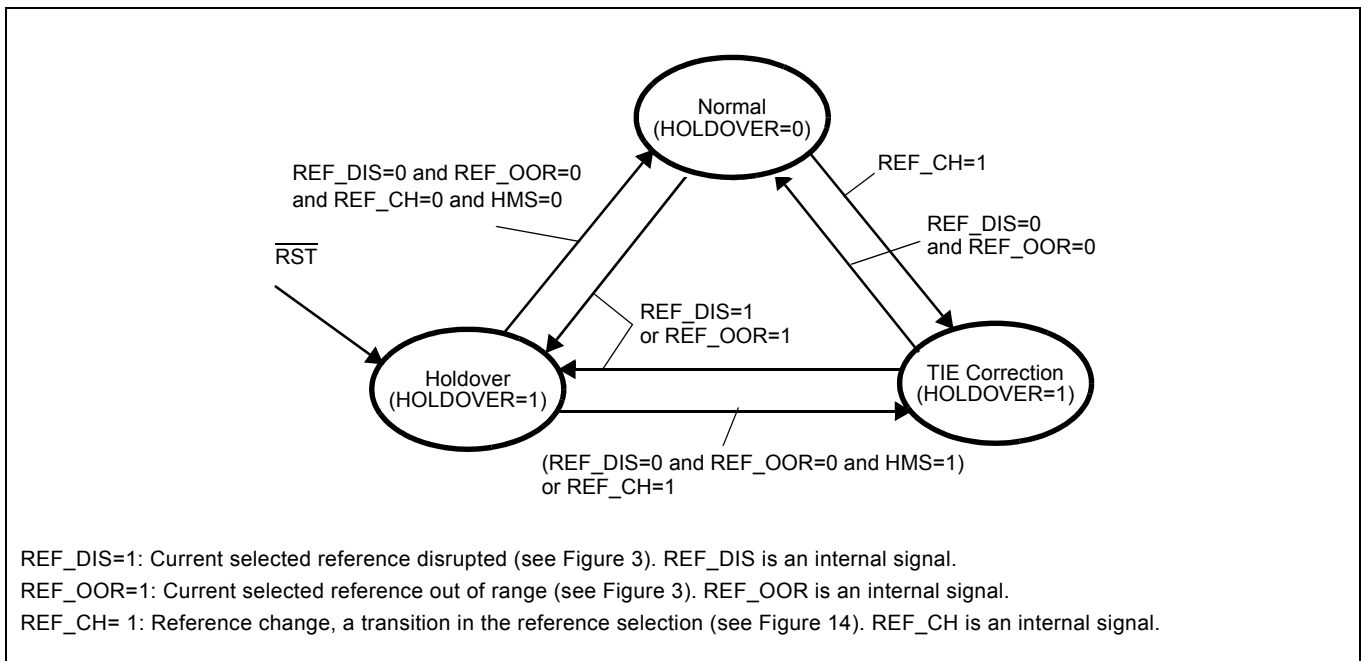 Normal
(HOLDOVER=0)
REF_DIS=0 and REF_OOR=0
and REF_CH=0 and HMS=0
REF_CH=1
REF_DIS=0
and REF_OOR=0
RST
REF_DIS=1
or REF_OOR=1
Holdover
(HOLDOVER=1)
TIE Correction
(HOLDOVER=1)
(REF_DIS=0 and REF_OOR=0 and HMS=1)
or REF_CH=1
REF_DIS=1: Current selected reference disrupted (see Figure 3). REF_DIS is an internal signal.
REF_OOR=1: Current selected reference out of range (see Figure 3). REF_OOR is an internal signal.
REF_CH= 1: Reference change, a transition in the reference selection (see Figure 14). REF_CH is an internal signal.